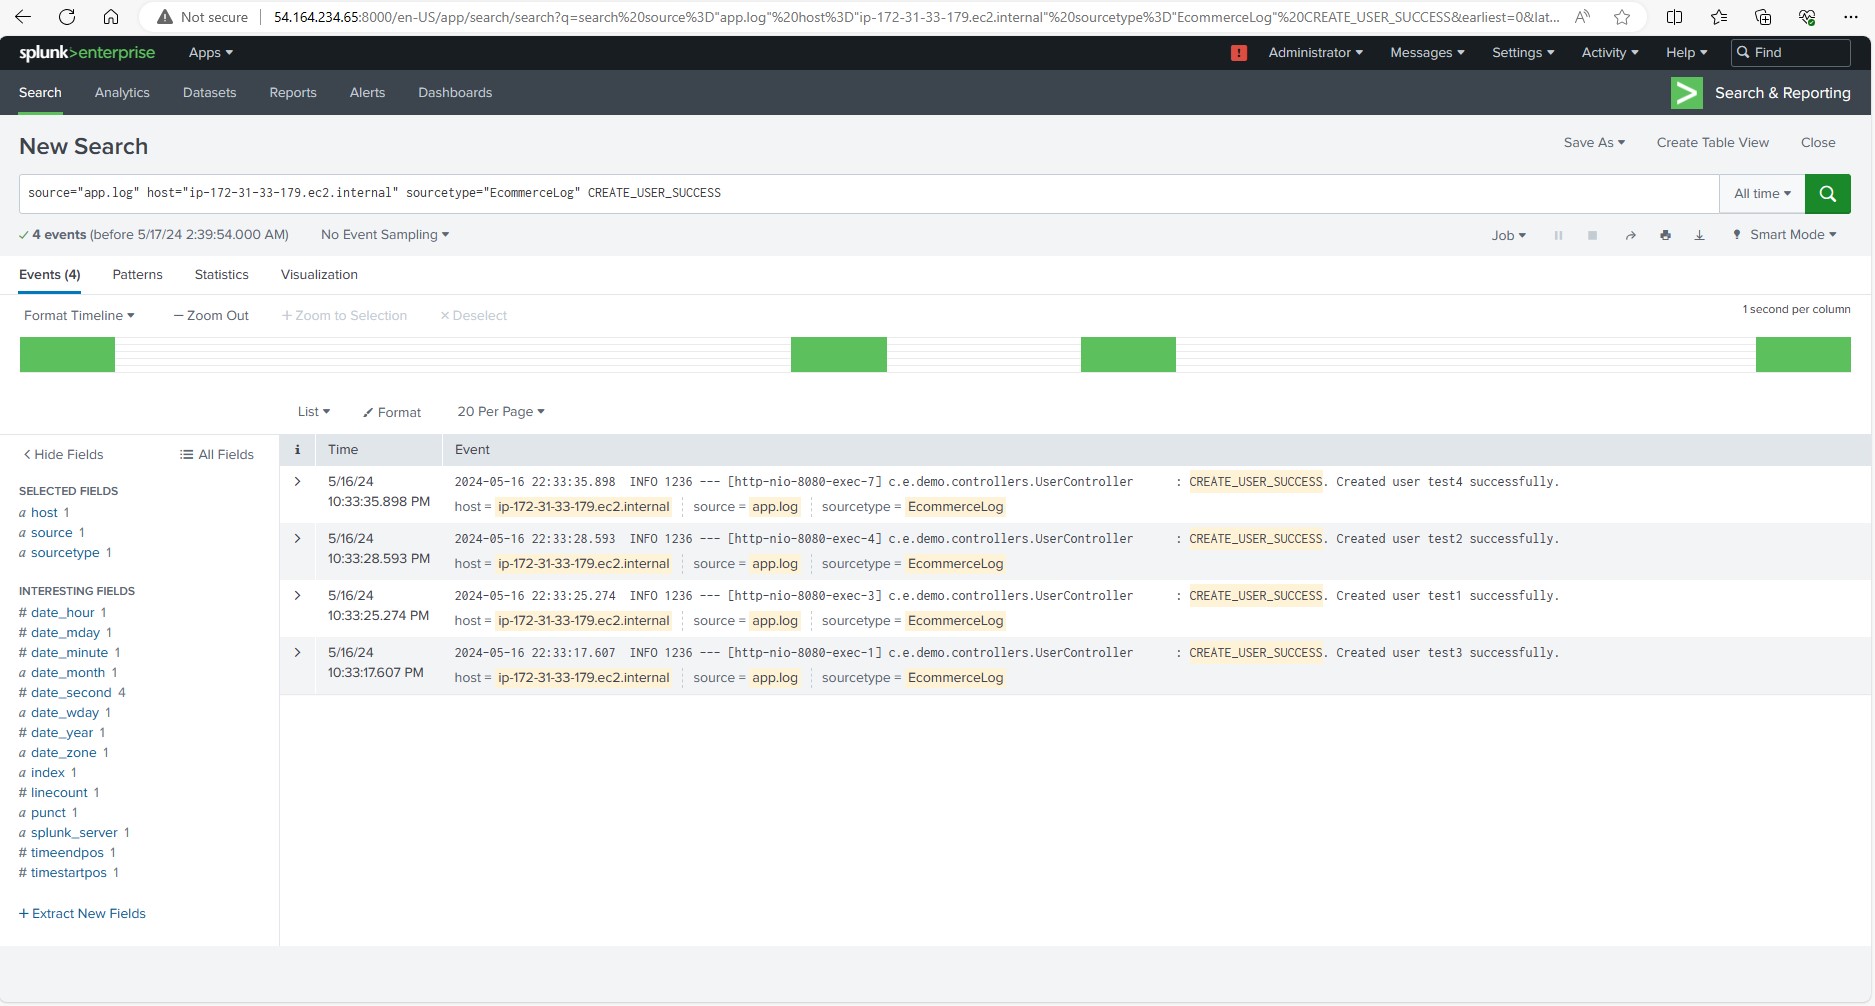 Not secure | 54.164.234.65:8000/en-US/app/search/search?q=search%20source%3D"app.log"%20host%3D"ip-172-31-33-179.ec2.internal"%20sourcetype%3D"EcommerceLog"%20CREATE_USER_SUCCESS&earliest=0&lat...
splunk>enterprise Apps Administrator Messages Settings Activity Help Find
Search Analytics Datasets Reports Alerts Dashboards Search & Reporting
New Search Save As Create Table View Close
source="app.log" host="ip-172-31-33-179.ec2.internal" sourcetype="EcommerceLog" CREATE_USER_SUCCESS All time
4 events (before 5/17/24 2:39:54.000 AM) No Event Sampling Job Smart Mode
Events (4) Patterns Statistics Visualization
Format Timeline — Zoom Out + Zoom to Selection × Deselect 1 second per column
List Format 20 Per Page
< Hide Fields All Fields
SELECTED FIELDS
a host 1
a source 1
a sourcetype 1
INTERESTING FIELDS
# date_hour 1
# date_mday 1
# date_minute 1
a date_month 1
# date_second 4
a date_wday 1
# date_year 1
a date_zone 1
a index 1
# linecount 1
a punct 1
a splunk_server 1
# timeendpos 1
# timestartpos 1
+ Extract New Fields
i Time Event
5/16/24 10:33:35.898 PM
2024-05-16 22:33:35.898 INFO 1236 --- [http-nio-8080-exec-7] c.e.demo.controllers.UserController : CREATE_USER_SUCCESS. Created user test4 successfully.
host = ip-172-31-33-179.ec2.internal source = app.log sourcetype = EcommerceLog
5/16/24 10:33:28.593 PM
2024-05-16 22:33:28.593 INFO 1236 --- [http-nio-8080-exec-4] c.e.demo.controllers.UserController : CREATE_USER_SUCCESS. Created user test2 successfully.
host = ip-172-31-33-179.ec2.internal source = app.log sourcetype = EcommerceLog
5/16/24 10:33:25.274 PM
2024-05-16 22:33:25.274 INFO 1236 --- [http-nio-8080-exec-3] c.e.demo.controllers.UserController : CREATE_USER_SUCCESS. Created user test1 successfully.
host = ip-172-31-33-179.ec2.internal source = app.log sourcetype = EcommerceLog
5/16/24 10:33:17.607 PM
2024-05-16 22:33:17.607 INFO 1236 --- [http-nio-8080-exec-1] c.e.demo.controllers.UserController : CREATE_USER_SUCCESS. Created user test3 successfully.
host = ip-172-31-33-179.ec2.internal source = app.log sourcetype = EcommerceLog